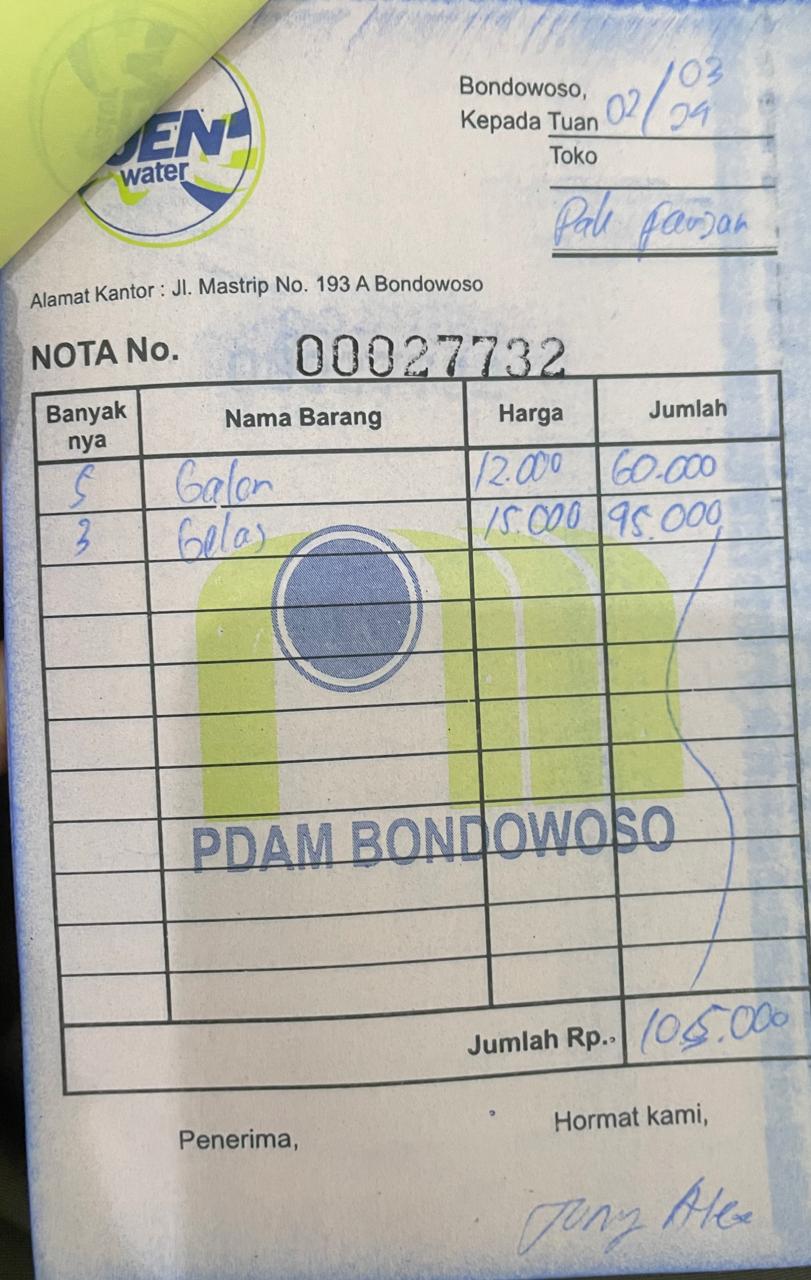 JEN
water
Bondowoso,
02/03
Kepada Tuan 24
Toko
Pak
Alamat Kantor : Jl. Mastrip No. 193 A Bondowoso
NOTA No. 00027732
Banyak nya Nama Barang Harga Jumlah
5 Galon 12.000 60.000
3 Gelas 15.000 45.000
PDAM BONDOWOSO
Jumlah Rp.. 105.000
Penerima, Hormat kami,
Jony Alex